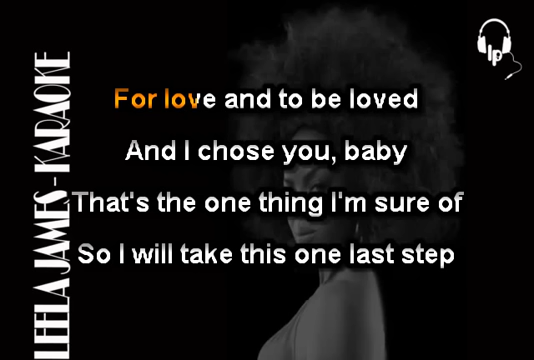 For love and to be loved
And I chose you, baby
That's the one thing I'm sure of
So I will take this one last step
LEELA JAMES-KARAOKE
lp